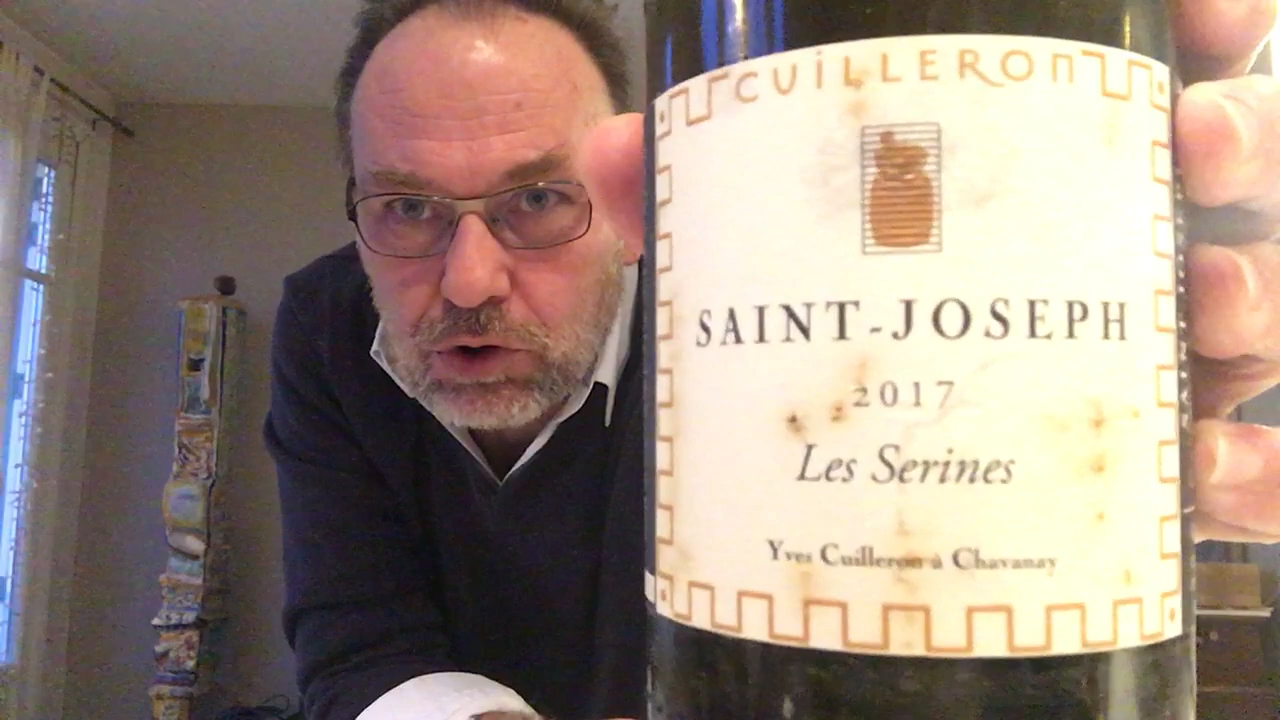 CUiLLERON
SAINT-JOSEPH
2017
Les Serines
Yves Cuilleron à Chavanay